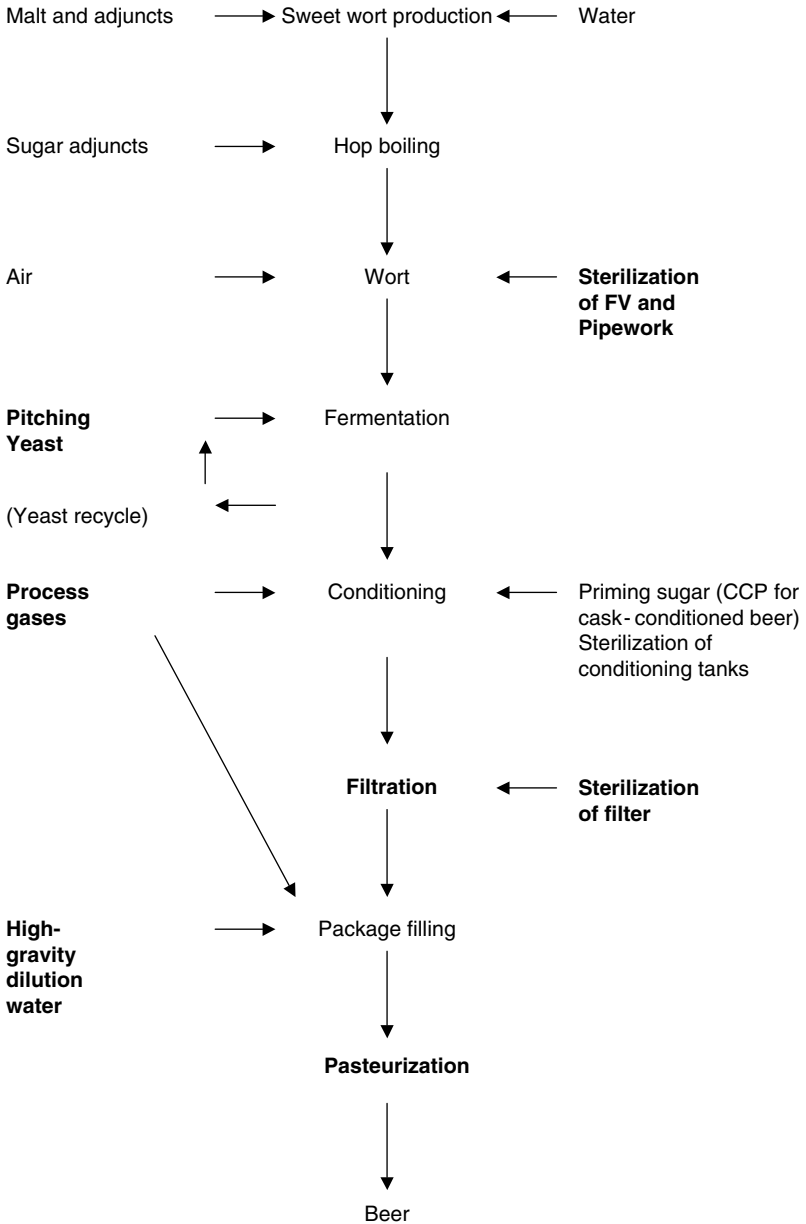 Malt and adjuncts
Sweet wort production
Water
Sugar adjuncts
Hop boiling
Air
Wort
Sterilization
of FV and
Pipework
Pitching
Yeast
Fermentation
(Yeast recycle)
Process
gases
Conditioning
Priming sugar (CCP for
cask-conditioned beer)
Sterilization of
conditioning tanks
Filtration
Sterilization
of filter
High-
gravity
dilution
water
Package filling
Pasteurization
Beer